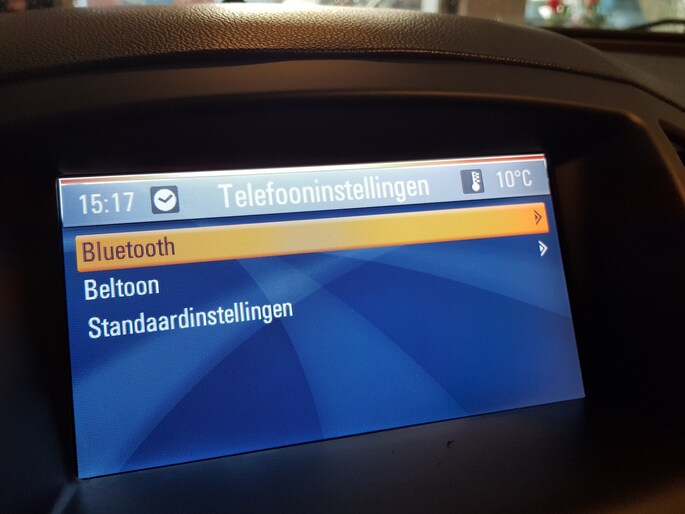 15:17 Telefooninstellingen 10°C
Bluetooth
Beltoon
Standaardinstellingen